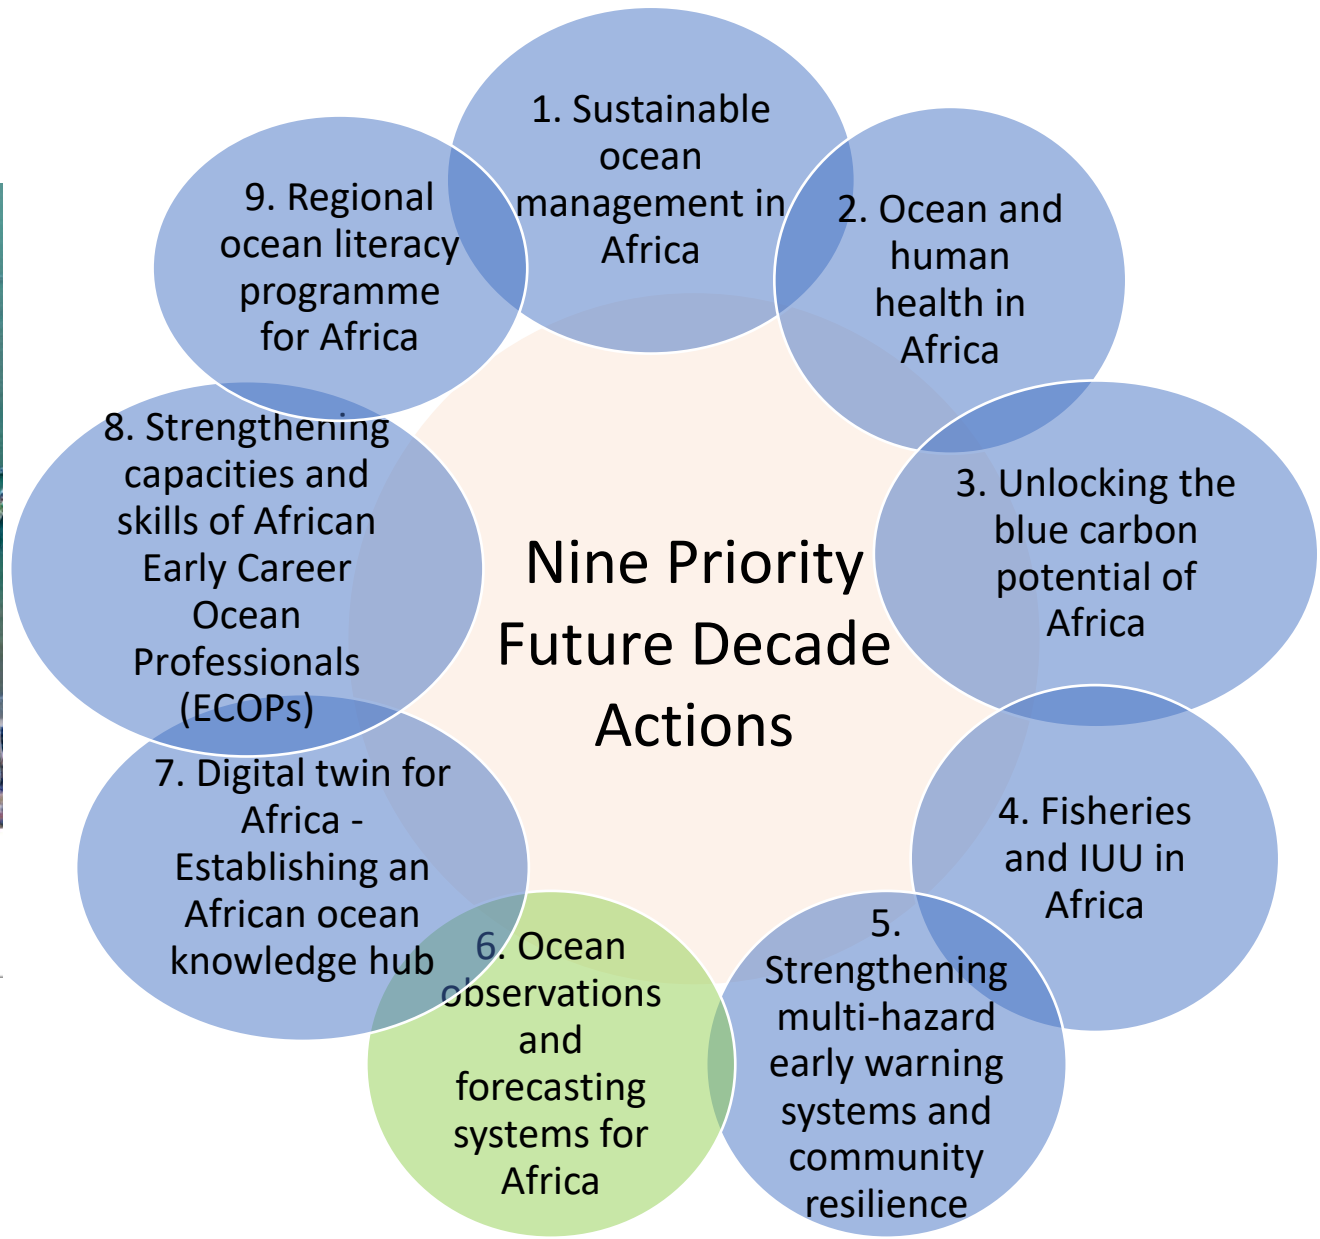 1. Sustainable
ocean
management in
Africa
2. Ocean and
human
health in
Africa
3. Unlocking the
blue carbon
potential of
Africa
4. Fisheries
and IUU in
Africa
5.
Strengthening
multi-hazard
early warning
systems and
community
resilience
6. Ocean
observations
and
forecasting
systems for
Africa
7. Digital twin for
Africa -
Establishing an
African ocean
knowledge hub
8. Strengthening
capacities and
skills of African
Early Career
Ocean
Professionals
(ECOPs)
9. Regional
ocean literacy
programme
for Africa
Nine Priority
Future Decade
Actions